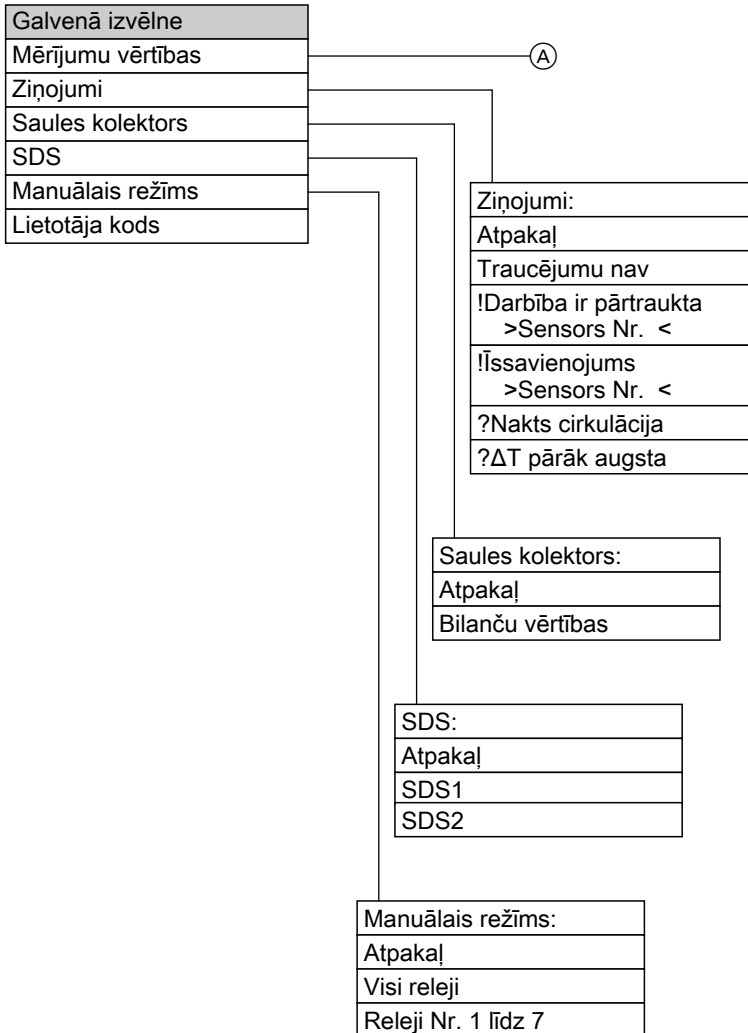 Galvenā izvēlne
Mērījumu vērtības
Ziņojumi
Saules kolektors
SDS
Manuālais režīms
Lietotāja kods
A
Ziņojumi:
Atpakaļ
Traucējumu nav
!Darbība ir pārtraukta
>Sensors Nr. <
!Īssavienojums
>Sensors Nr. <
?Nakts cirkulācija
?ΔT pārāk augsta
Saules kolektors:
Atpakaļ
Bilanču vērtības
SDS:
Atpakaļ
SDS1
SDS2
Manuālais režīms:
Atpakaļ
Visi releji
Releji Nr. 1 līdz 7